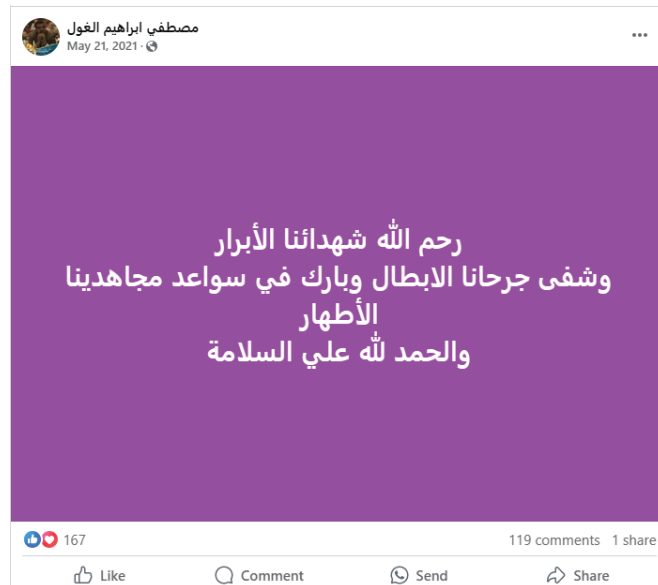 مصطفي ابراهيم الغول
May 21, 2021 ·
...
رحم الله شهدائنا الأبرار
وشفى جرحانا الابطال وبارك في سواعد مجاهدينا
الأطهار
والحمد لله علي السلامة
167 119 comments 1 share
Like Comment Send Share